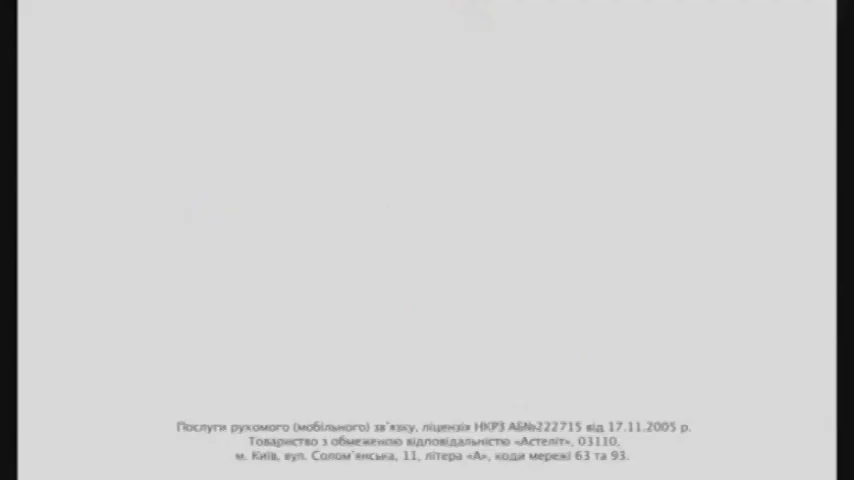 Послуги рухомого (мобільного) зв'язку, ліцензія НКРЗ АБ№222715 від 17.11.2005 р.
Товариство з обмеженою відповідальністю «Астеліт», 03110,
м. Київ, вул. Солом'янська, 11, літера «А», коди мережі 63 та 93.